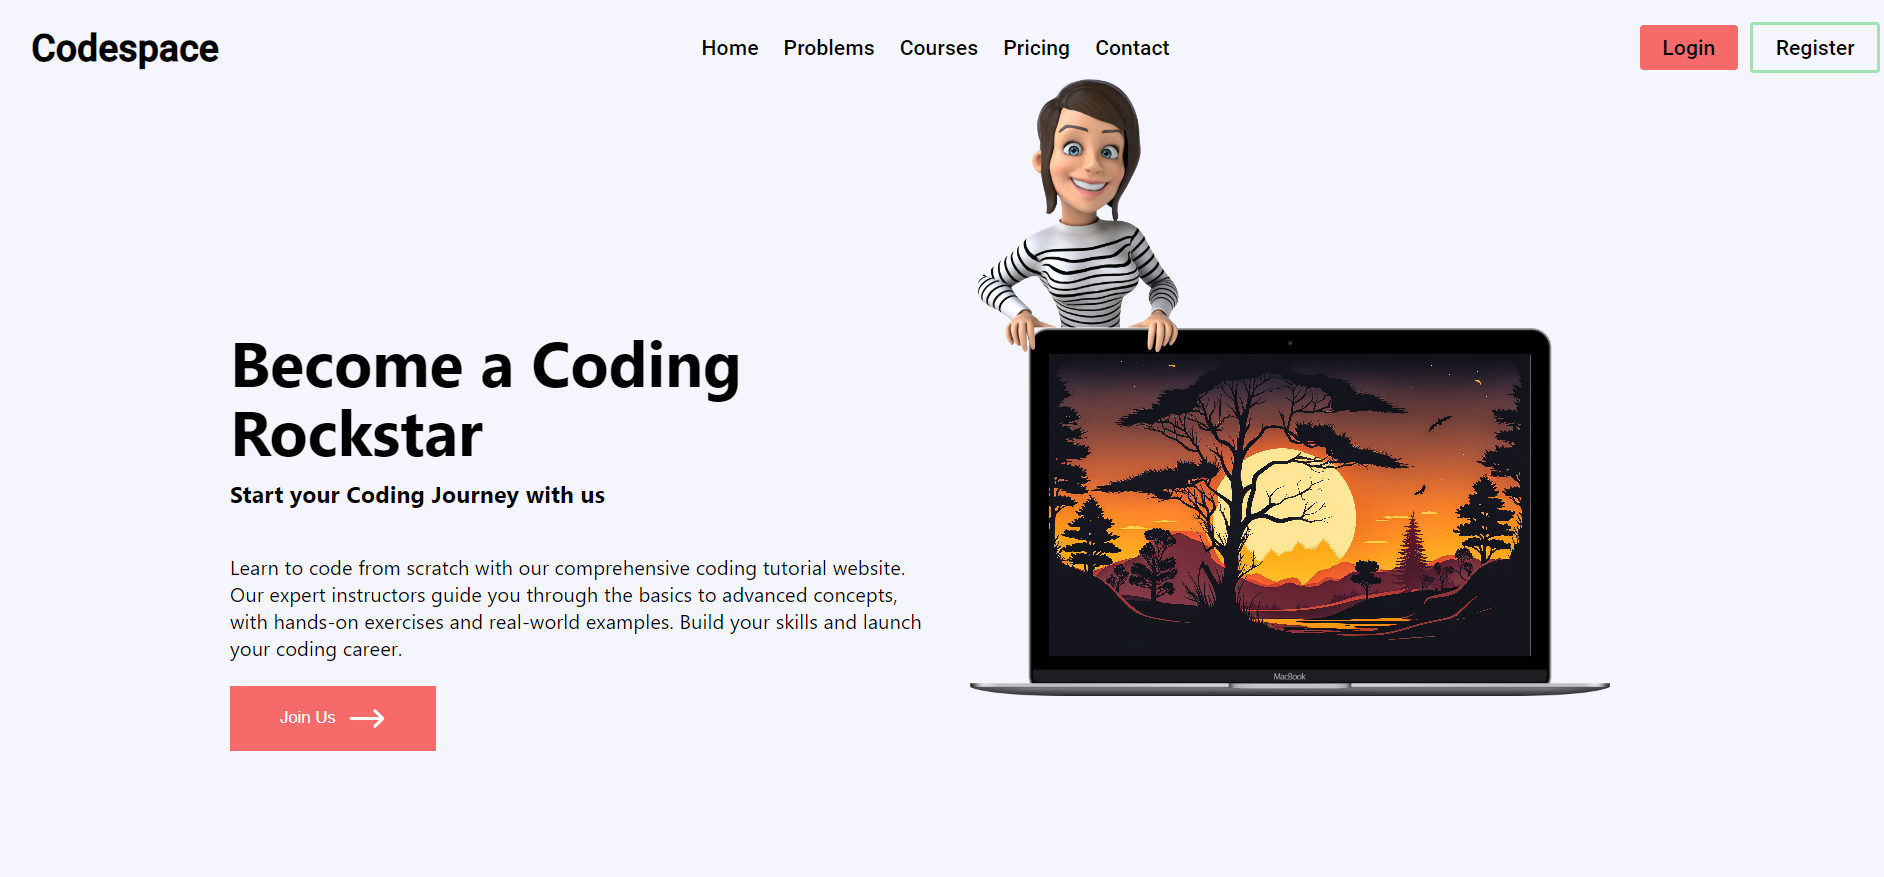 Codespace
Home Problems Courses Pricing Contact
Login Register
Become a Coding
Rockstar
Start your Coding Journey with us
Learn to code from scratch with our comprehensive coding tutorial website.
Our expert instructors guide you through the basics to advanced concepts,
with hands-on exercises and real-world examples. Build your skills and launch
your coding career.
Join Us
MacBook